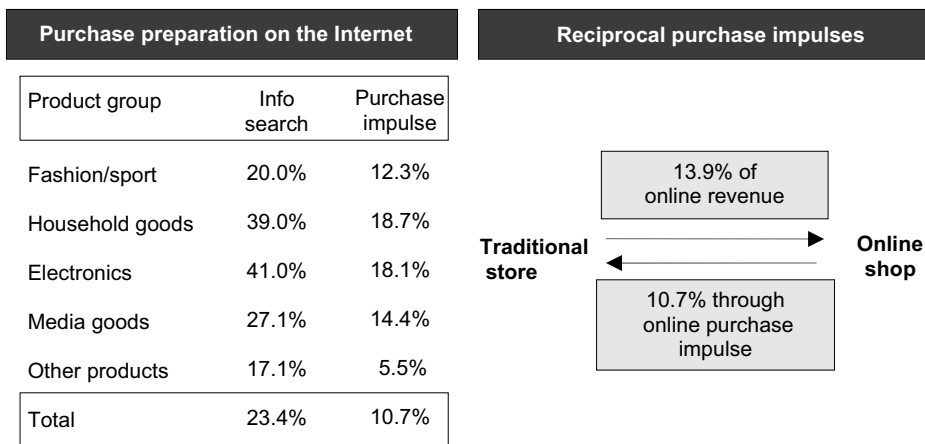 Purchase preparation on the Internet
Product group Info search Purchase impulse
Fashion/sport 20.0% 12.3%
Household goods 39.0% 18.7%
Electronics 41.0% 18.1%
Media goods 27.1% 14.4%
Other products 17.1% 5.5%
Total 23.4% 10.7%
Reciprocal purchase impulses
13.9% of
online revenue
Traditional
store
Online
shop
10.7% through
online purchase
impulse